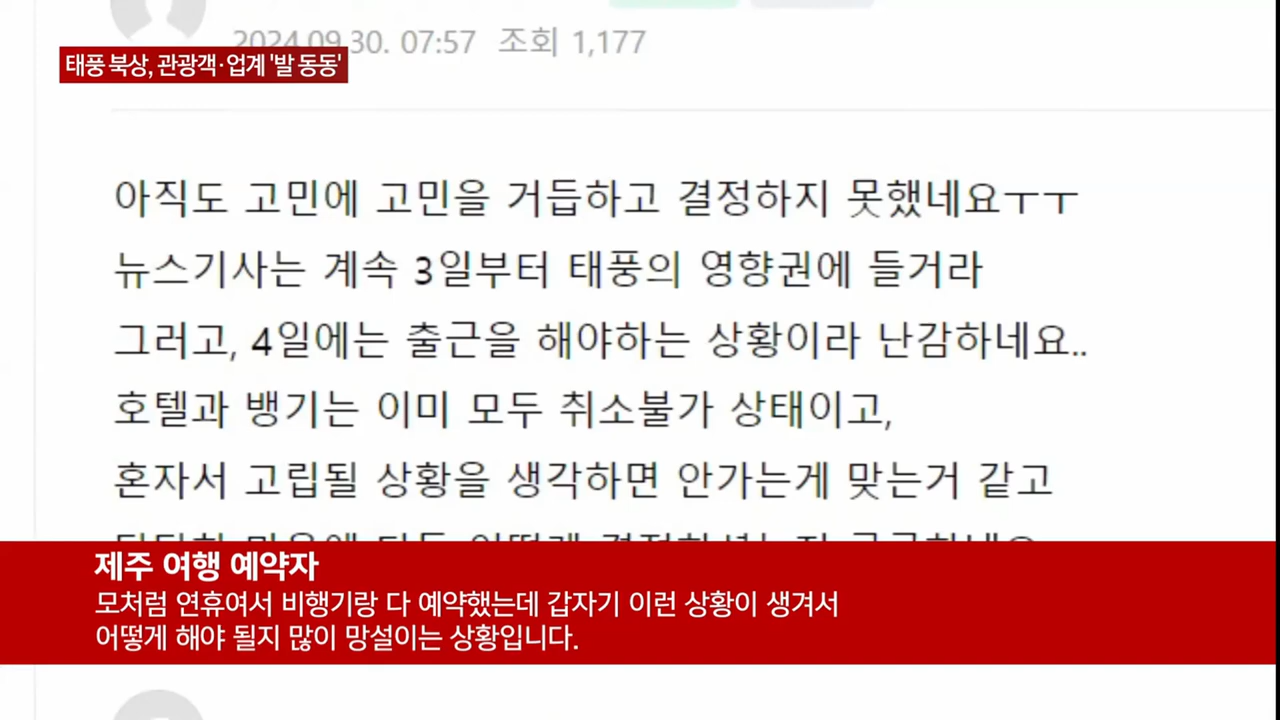 2024.09.30. 07:57 조회 1,177
태풍 북상, 관광객·업계 '발 동동'
아직도 고민에 고민을 거듭하고 결정하지 못했네요ㅜㅜ
뉴스기사는 계속 3일부터 태풍의 영향권에 들거라
그러고, 4일에는 출근을 해야하는 상황이라 난감하네요..
호텔과 뱅기는 이미 모두 취소불가 상태이고,
혼자서 고립될 상황을 생각하면 안가는게 맞는거 같고
제주 여행 예약자
모처럼 연휴여서 비행기랑 다 예약했는데 갑자기 이런 상황이 생겨서
어떻게 해야 될지 많이 망설이는 상황입니다.